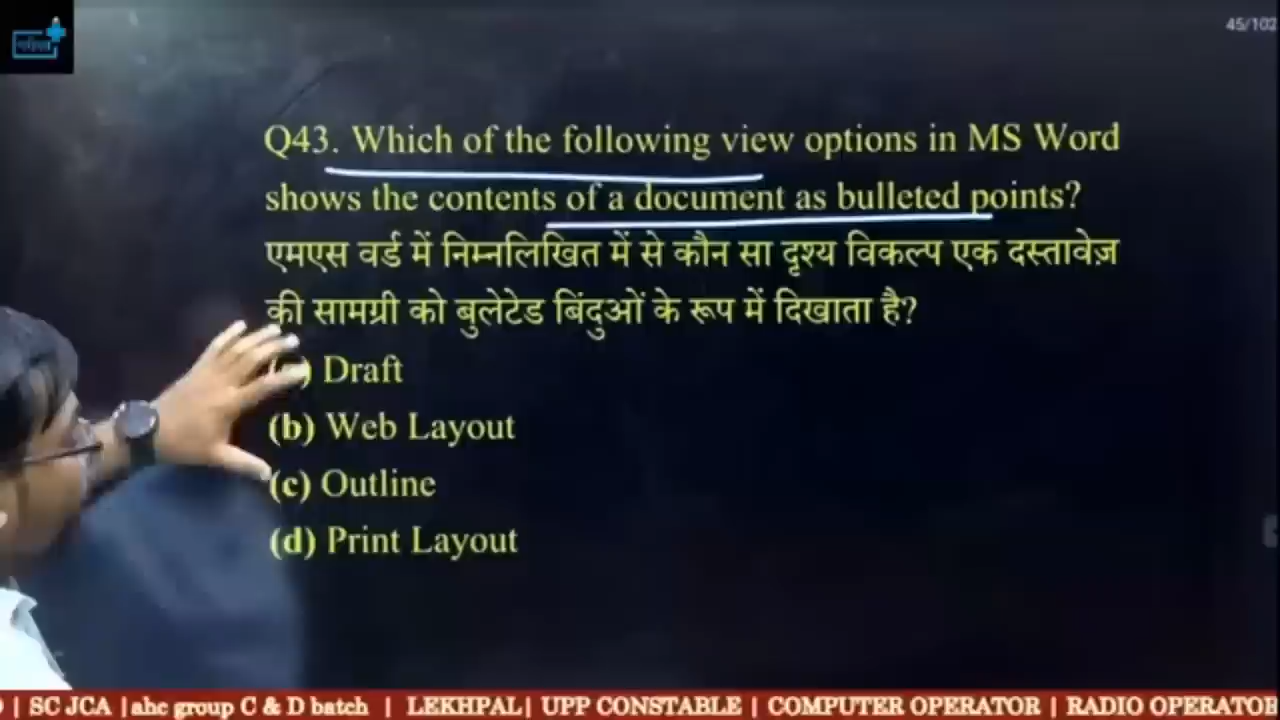 45/102
Q43. Which of the following view options in MS Word
shows the contents of a document as bulleted points?
एमएस वर्ड में निम्नलिखित में से कौन सा दृश्य विकल्प एक दस्तावेज़
की सामग्री को बुलेटेड बिंदुओं के रूप में दिखाता है?
Draft
(b) Web Layout
(c) Outline
(d) Print Layout
| SC JCA |ahc group C & D batch | LEKHPAL| UPP CONSTABLE | COMPUTER OPERATOR | RADIO OPERATOR